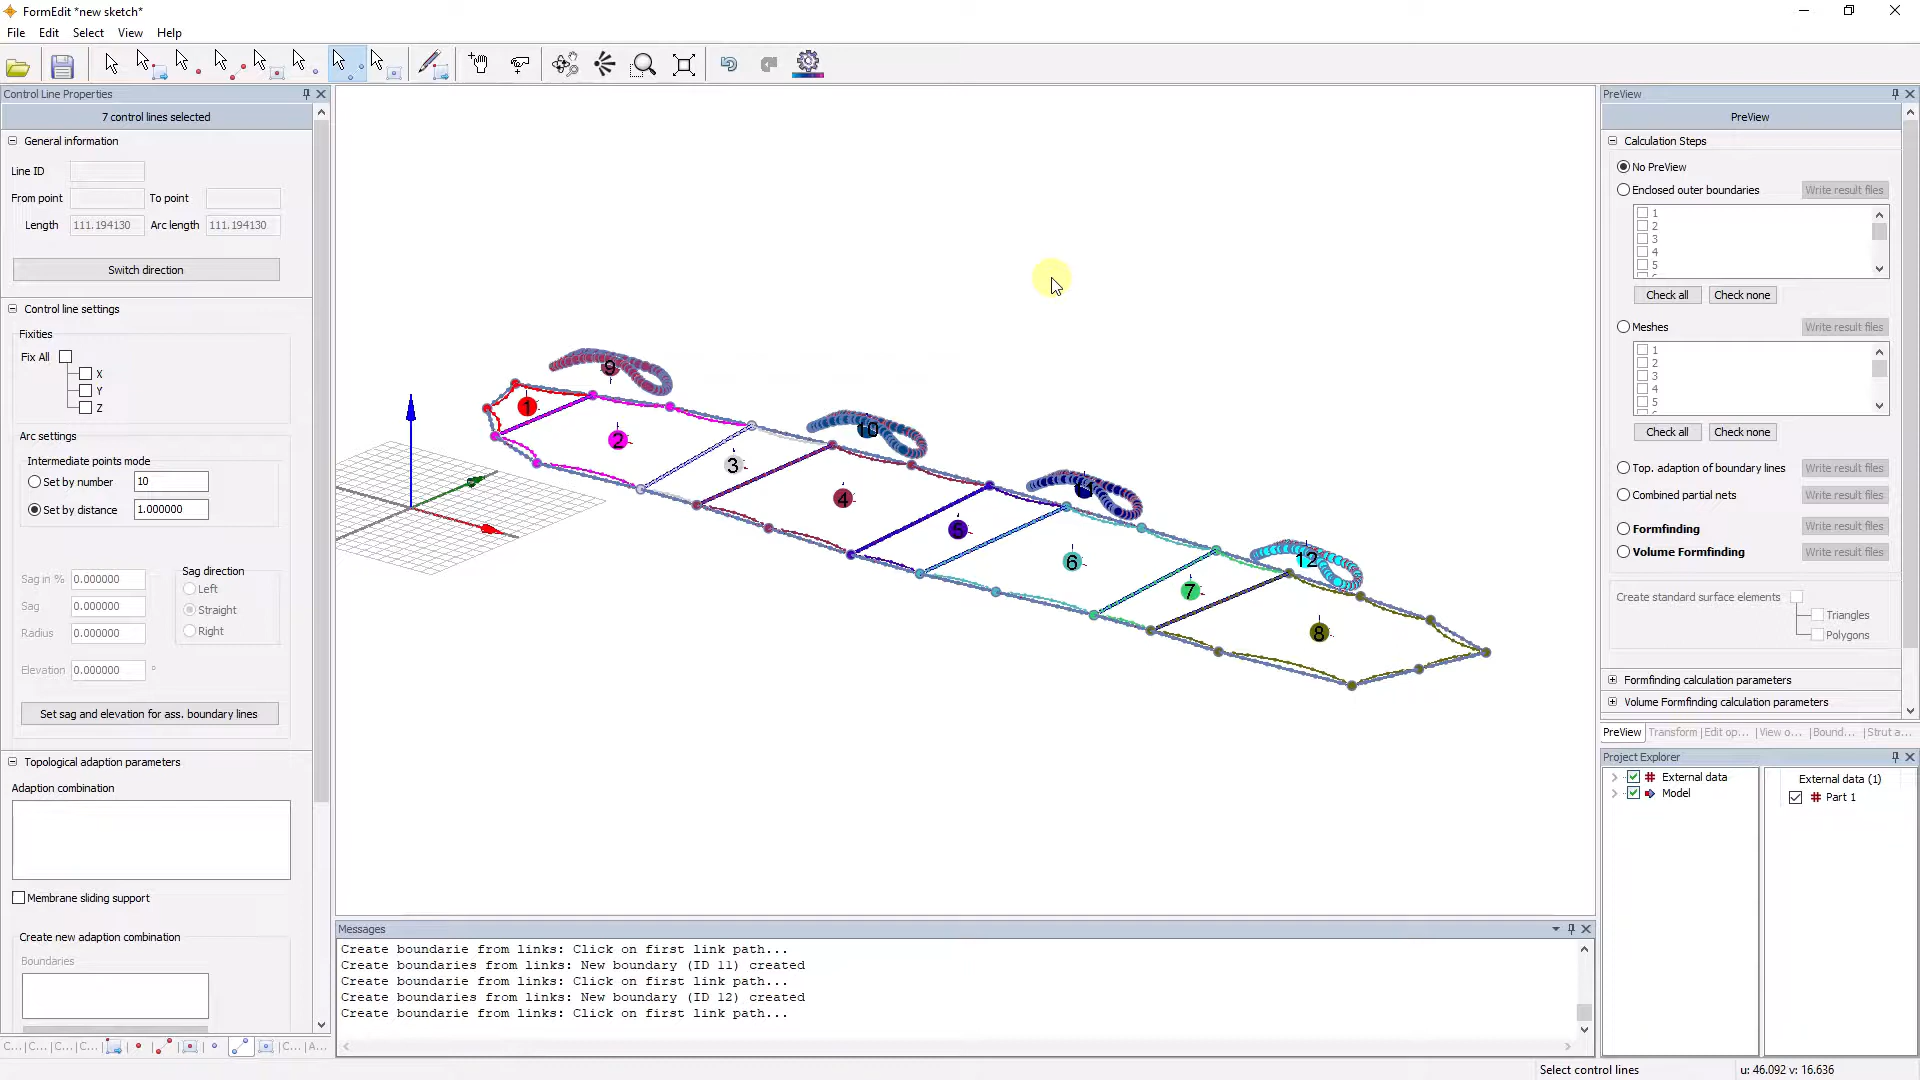 FormEdit *new sketch*
File Edit Select View Help
Control Line Properties
7 control lines selected
General information
Line ID
From point To point
Length 111.194130 Arc length 111.194130
Switch direction
Control line settings
Fixities
Fix All
X
Y
Z
Arc settings
Intermediate points mode
Set by number 10
Set by distance 1.000000
Sag in % 0.000000
Sag 0.000000
Radius 0.000000
Elevation 0.000000 °
Sag direction
Left
Straight
Right
Set sag and elevation for ass. boundary lines
Topological adaption parameters
Adaption combination
Membrane sliding support
Create new adaption combination
Boundaries
C... C... C... C... C... A...
1
2
3
4
5
6
7
8
9
10
12
Messages
Create boundarie from links: Click on first link path...
Create boundaries from links: New boundary (ID 11) created
Create boundarie from links: Click on first link path...
Create boundaries from links: New boundary (ID 12) created
Create boundarie from links: Click on first link path...
PreView
PreView
Calculation Steps
No PreView
Enclosed outer boundaries Write result files
1
2
3
4
5
Check all Check none
Meshes Write result files
1
2
3
4
5
Check all Check none
Top. adaption of boundary lines Write result files
Combined partial nets Write result files
Formfinding Write result files
Volume Formfinding Write result files
Create standard surface elements
Triangles
Polygons
Formfinding calculation parameters
Volume Formfinding calculation parameters
PreView Transform Edit op... View o... Bound... Strut a...
Project Explorer
External data
Model
External data (1)
Part 1
Select control lines u: 46.092 v: 16.636